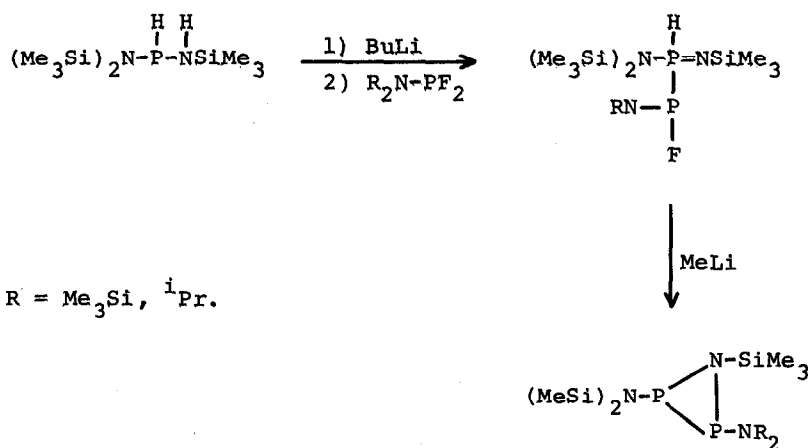 H H
(Me₃Si)₂N-P-NSiMe₃
1) BuLi
2) R₂N-PF₂
H
(Me₃Si)₂N-P=NSiMe₃
RN-P
F
MeLi
R = Me₃Si, ⁱPr.
N-SiMe₃
(MeSi)₂N-P
P-NR₂